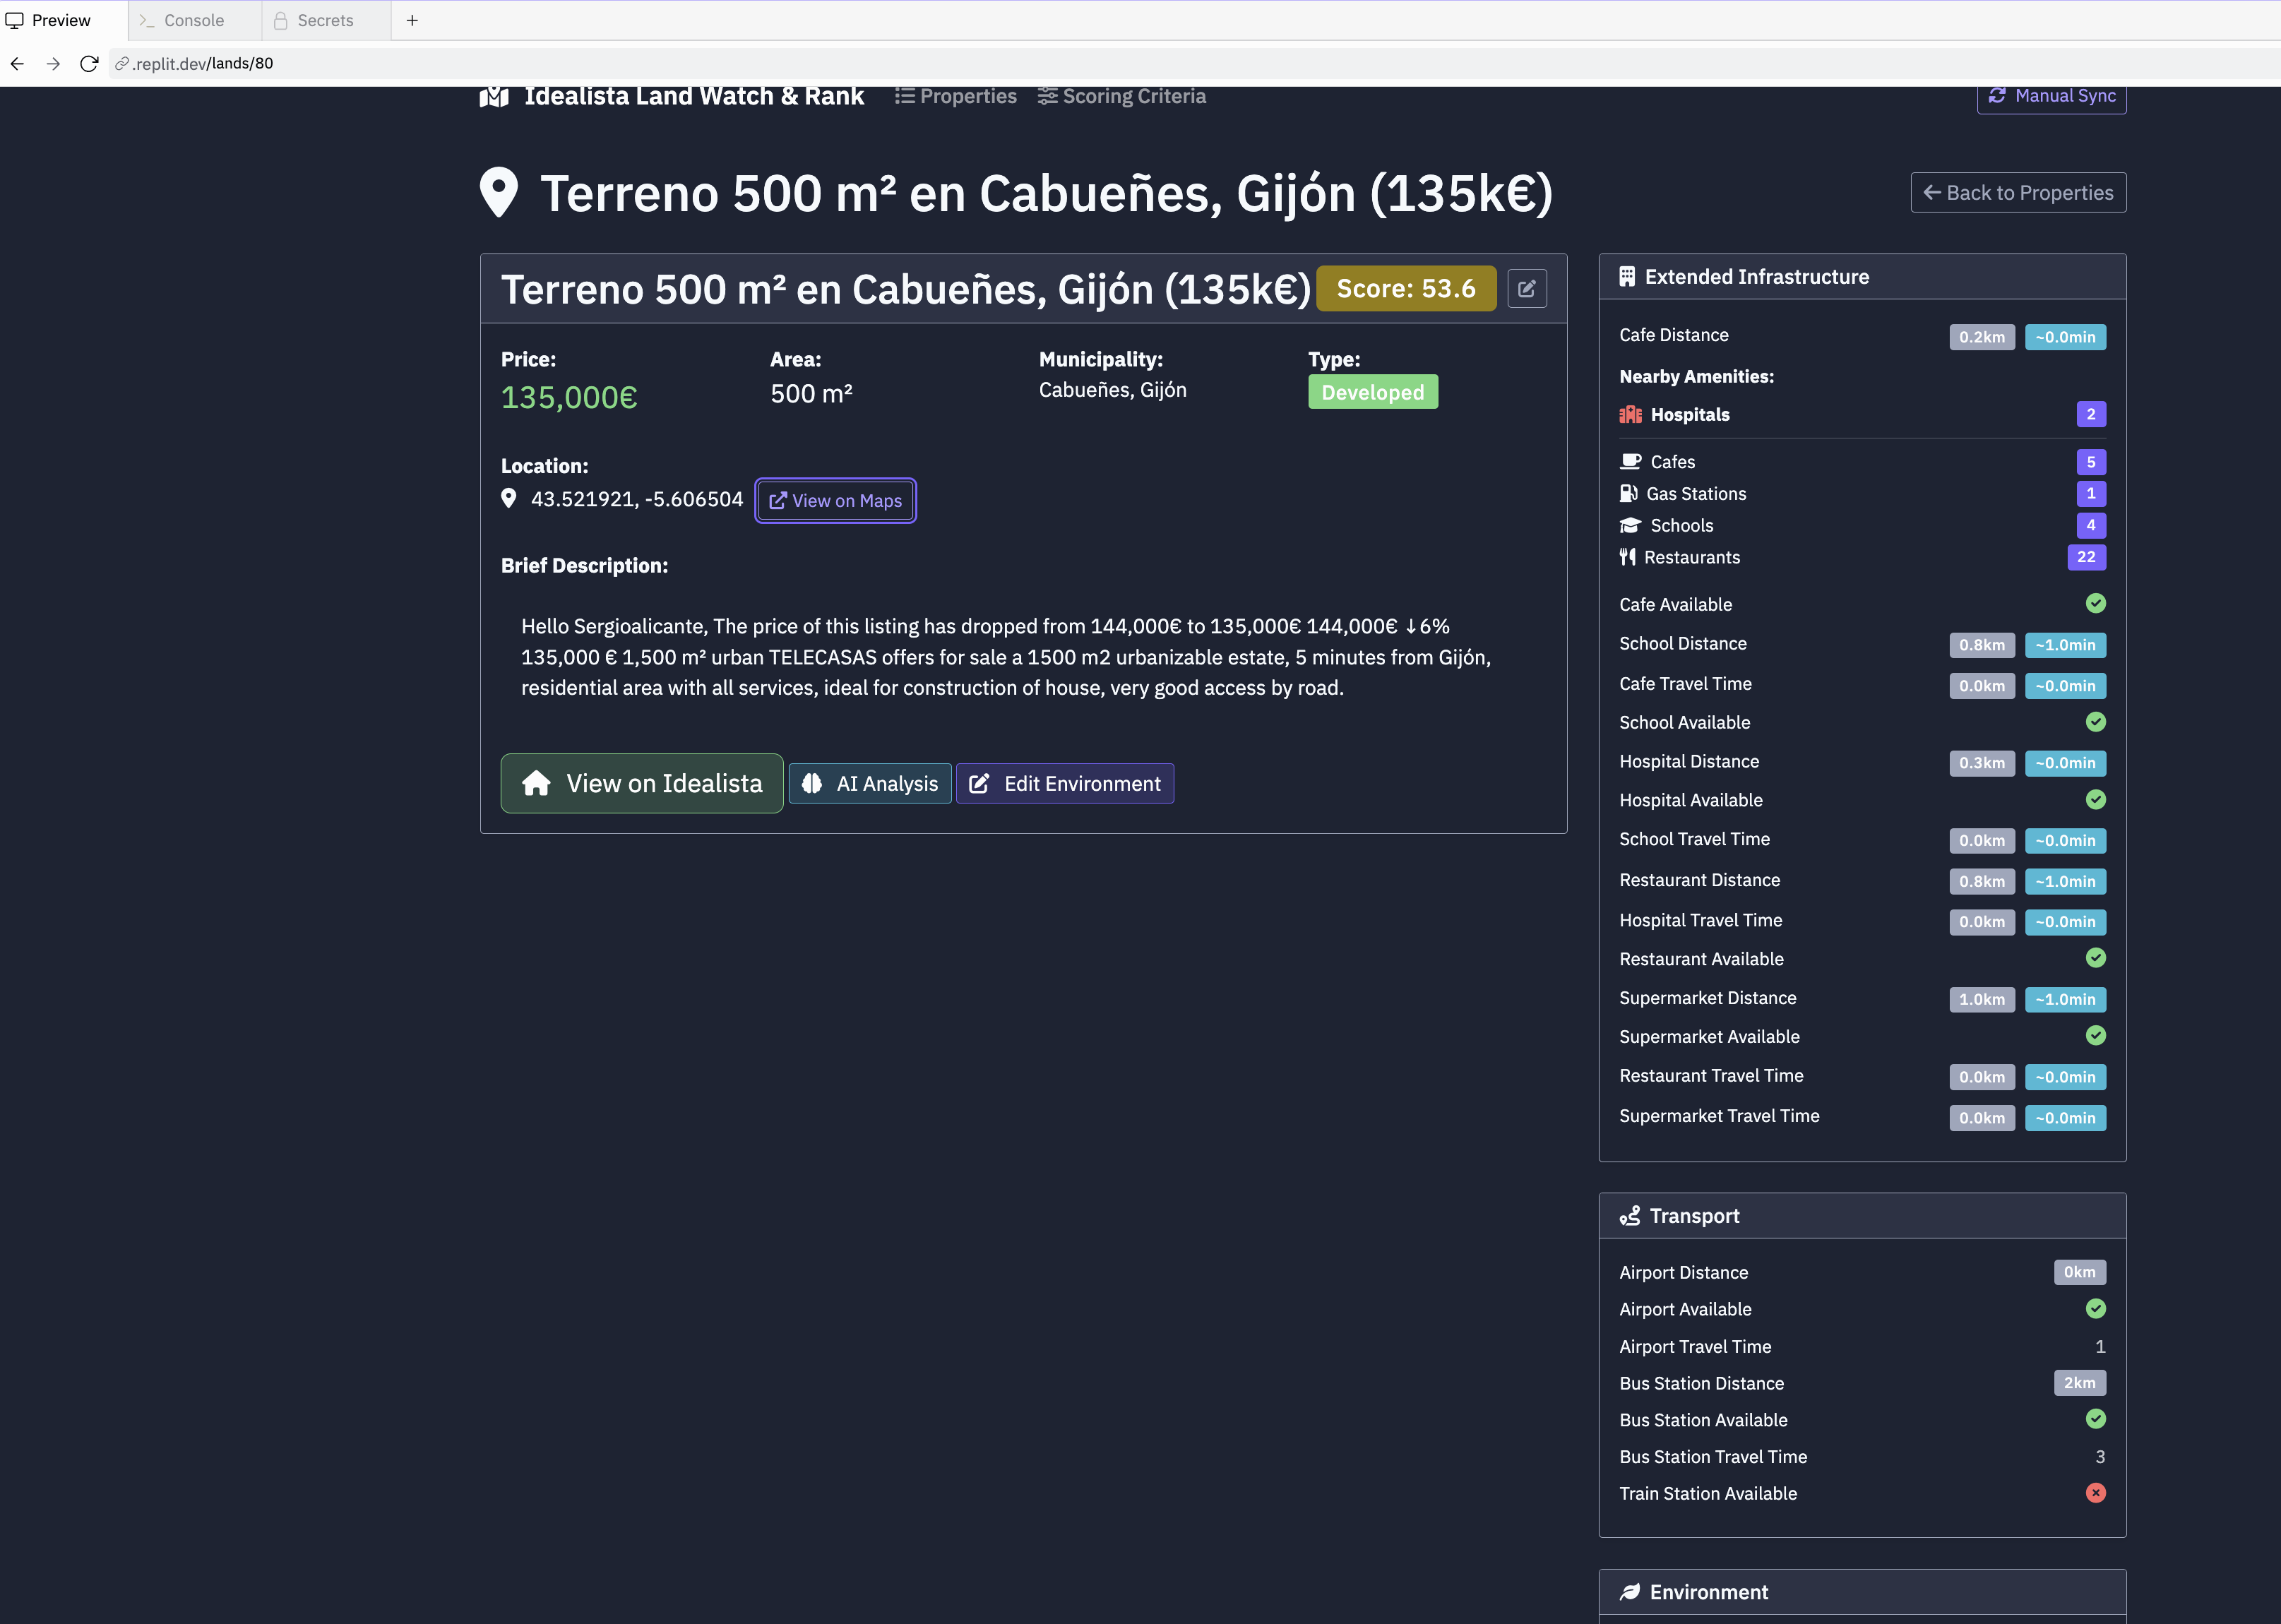 Preview
Console
Secrets
+
.replit.dev/lands/80
Idealista Land Watch & Rank
Properties
Scoring Criteria
Manual Sync
Terreno 500 m² en Cabueñes, Gijón (135k€)
Back to Properties
Terreno 500 m² en Cabueñes, Gijón (135k€)
Score: 53.6
Price:
135,000€
Area:
500 m²
Municipality:
Cabueñes, Gijón
Type:
Developed
Location:
43.521921, -5.606504
View on Maps
Brief Description:
Hello Sergioalicante, The price of this listing has dropped from 144,000€ to 135,000€ 144,000€ ↓6%
135,000 € 1,500 m² urban TELECASAS offers for sale a 1500 m2 urbanizable estate, 5 minutes from Gijón,
residential area with all services, ideal for construction of house, very good access by road.
View on Idealista
AI Analysis
Edit Environment
Extended Infrastructure
Cafe Distance 0.2km ~0.0min
Nearby Amenities:
Hospitals 2
Cafes 5
Gas Stations 1
Schools 4
Restaurants 22
Cafe Available
School Distance 0.8km ~1.0min
Cafe Travel Time 0.0km ~0.0min
School Available
Hospital Distance 0.3km ~0.0min
Hospital Available
School Travel Time 0.0km ~0.0min
Restaurant Distance 0.8km ~1.0min
Hospital Travel Time 0.0km ~0.0min
Restaurant Available
Supermarket Distance 1.0km ~1.0min
Supermarket Available
Restaurant Travel Time 0.0km ~0.0min
Supermarket Travel Time 0.0km ~0.0min
Transport
Airport Distance 0km
Airport Available
Airport Travel Time 1
Bus Station Distance 2km
Bus Station Available
Bus Station Travel Time 3
Train Station Available
Environment